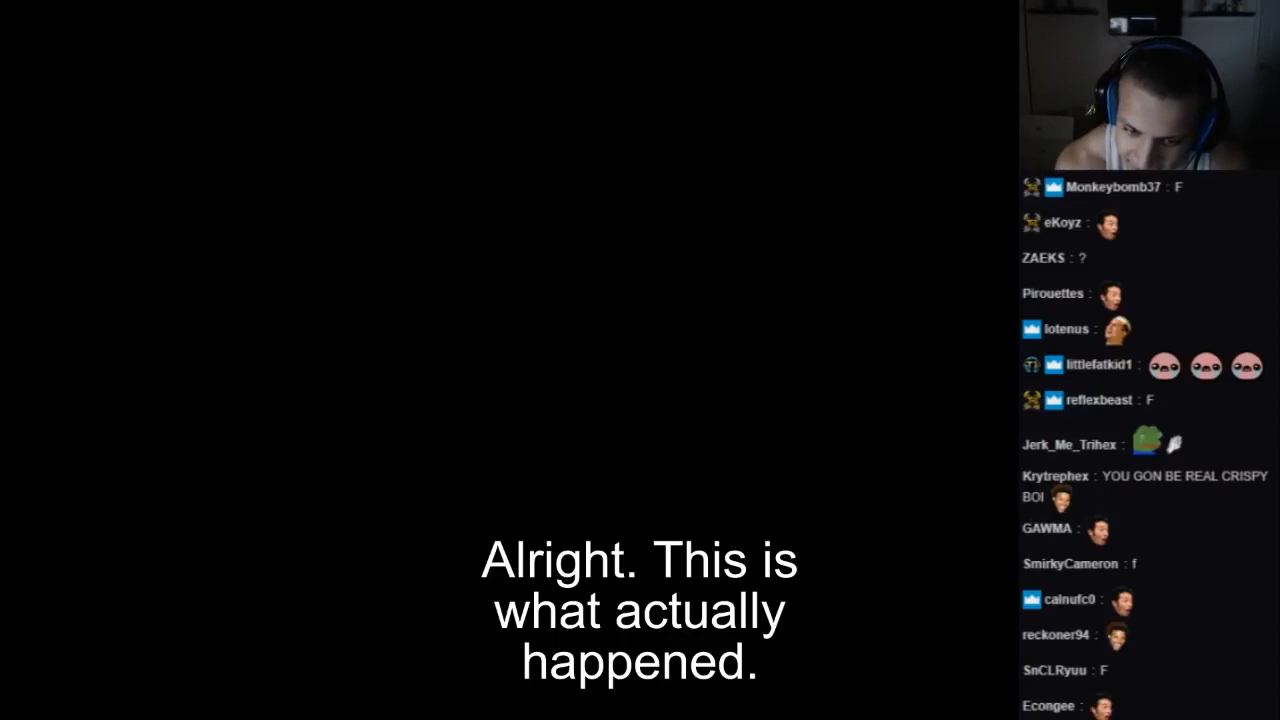 Monkeybomb37 : F
eKoyz :
ZAEKS : ?
Pirouettes :
lotenus :
littlefatkid1 :
reflexbeast : F
Jerk_Me_Trihex :
Krytrephex : YOU GON BE REAL CRISPY
BOI
GAWMA :
SmirkyCameron : f
calnufc0 :
reckoner94 :
SnCLRyuu : F
Econgee :
Alright. This is
what actually
happened.